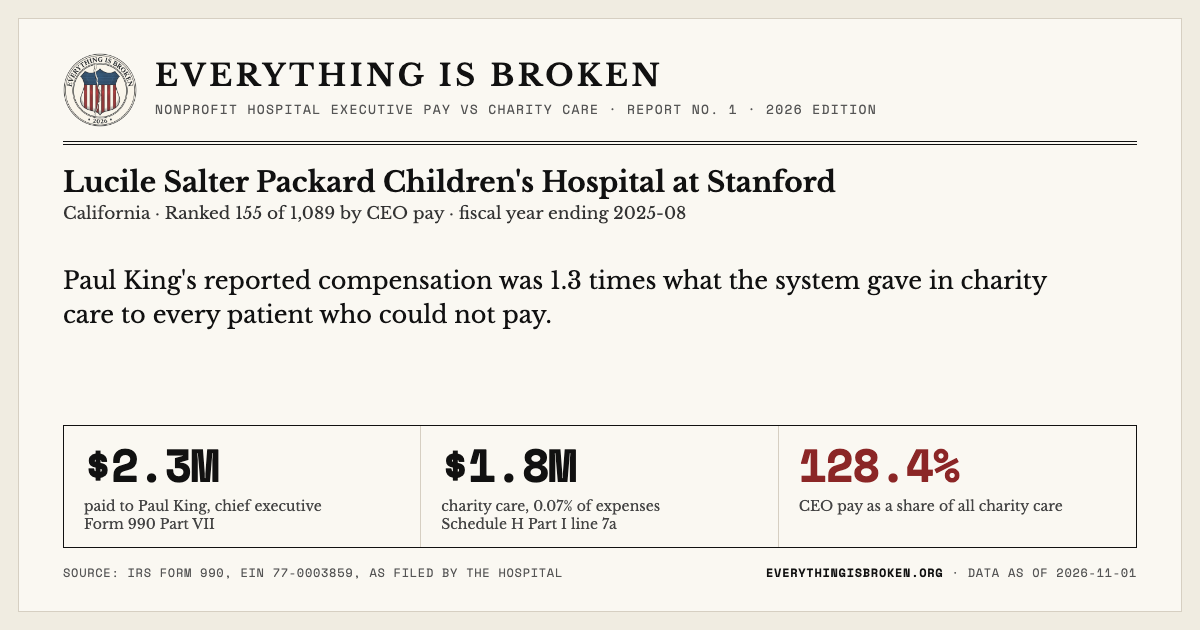 EVERYTHING IS BROKEN
2026
EVERYTHING IS BROKEN
NONPROFIT HOSPITAL EXECUTIVE PAY VS CHARITY CARE · REPORT NO. 1 · 2026 EDITION
Lucile Salter Packard Children's Hospital at Stanford
California · Ranked 155 of 1,089 by CEO pay · fiscal year ending 2025-08
Paul King's reported compensation was 1.3 times what the system gave in charity
care to every patient who could not pay.
$2.3M
paid to Paul King, chief executive
Form 990 Part VII
$1.8M
charity care, 0.07% of expenses
Schedule H Part I line 7a
128.4%
CEO pay as a share of all charity care
SOURCE: IRS FORM 990, EIN 77-0003859, AS FILED BY THE HOSPITAL
EVERYTHINGISBROKEN.ORG · DATA AS OF 2026-11-01